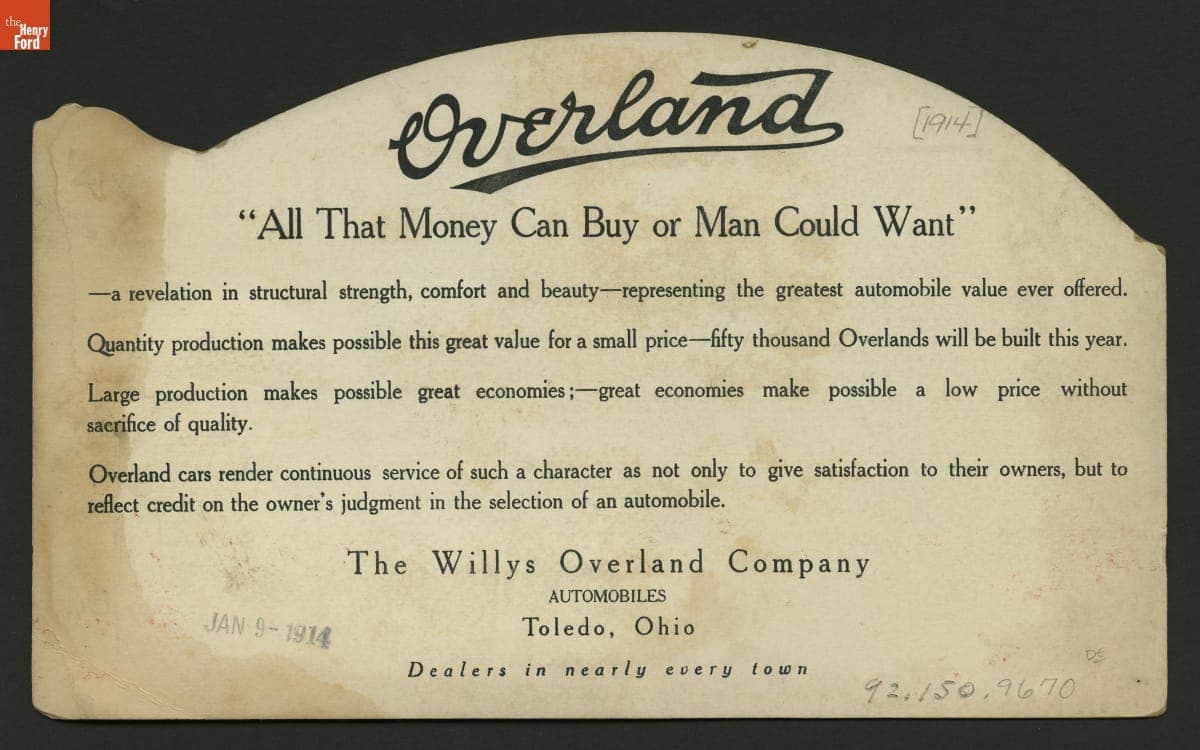 the
Henry
Ford
Overland
[1914]
“All That Money Can Buy or Man Could Want”
—a revelation in structural strength, comfort and beauty—representing the greatest automobile value ever offered.
Quantity production makes possible this great value for a small price—fifty thousand Overlands will be built this year.
Large production makes possible great economies;—great economies make possible a low price without
sacrifice of quality.
Overland cars render continuous service of such a character as not only to give satisfaction to their owners, but to
reflect credit on the owner's judgment in the selection of an automobile.
The Willys Overland Company
AUTOMOBILES
Toledo, Ohio
JAN 9-1914
Dealers in nearly every town
DE
92.150.9670